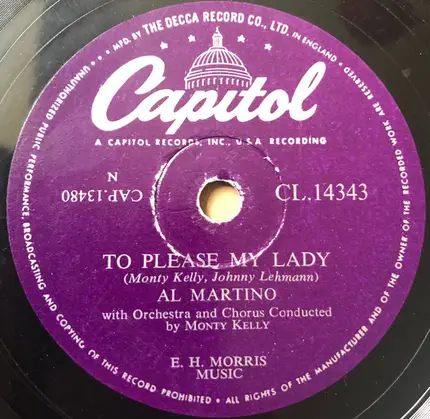 MFD. BY THE DECCA RECORD CO., LTD. IN ENGLAND •
Capitol
A CAPITOL RECORDS, INC., U.S.A. RECORDING
N
CAP.13480
CL.14343
TO PLEASE MY LADY
(Monty Kelly, Johnny Lehmann)
AL MARTINO
with Orchestra and Chorus Conducted
by MONTY KELLY
E. H. MORRIS
MUSIC
• ALL RIGHTS OF THE MANUFACTURER AND OF THE OWNER OF THE RECORDED WORK ARE RESERVED •
UNAUTHORIZED PUBLIC PERFORMANCE, BROADCASTING AND COPYING OF THIS RECORD PROHIBITED